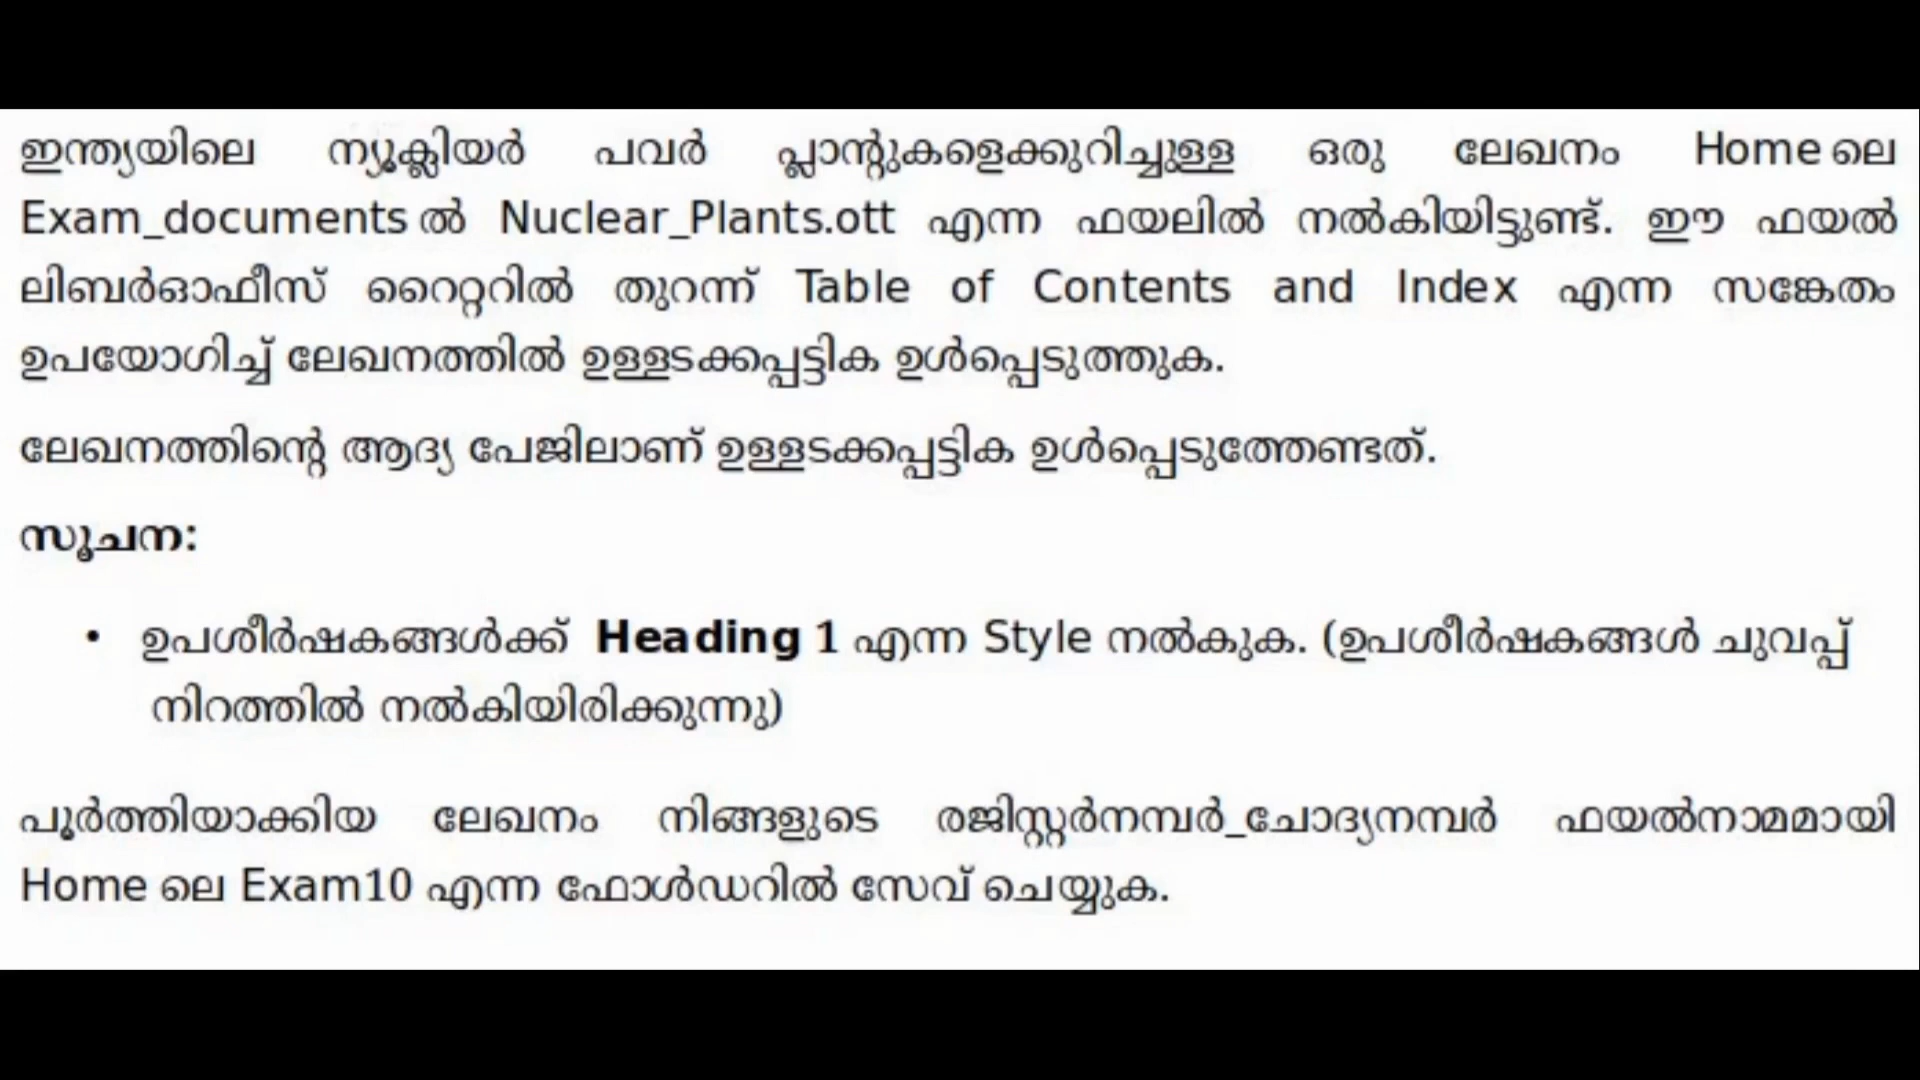 ഇന്ത്യയിലെ ന്യൂക്ലിയർ പവർ പ്ലാന്റുകളെക്കുറിച്ചുള്ള ഒരു ലേഖനം Home ലെ
Exam_documents ൽ Nuclear_Plants.ott എന്ന ഫയലിൽ നൽകിയിട്ടുണ്ട്. ഈ ഫയൽ
ലിബർഓഫീസ് റൈറ്ററിൽ തുറന്ന് Table of Contents and Index എന്ന സങ്കേതം
ഉപയോഗിച്ച് ലേഖനത്തിൽ ഉള്ളടക്കപ്പട്ടിക ഉൾപ്പെടുത്തുക.
ലേഖനത്തിന്റെ ആദ്യ പേജിലാണ് ഉള്ളടക്കപ്പട്ടിക ഉൾപ്പെടുത്തേണ്ടത്.
സൂചന:
• ഉപശീർഷകങ്ങൾക്ക് Heading 1 എന്ന Style നൽകുക. (ഉപശീർഷകങ്ങൾ ചുവപ്പ്
നിറത്തിൽ നൽകിയിരിക്കുന്നു)
പൂർത്തിയാക്കിയ ലേഖനം നിങ്ങളുടെ രജിസ്റ്റർനമ്പർ_ചോദ്യനമ്പർ ഫയൽനാമമായി
Home ലെ Exam10 എന്ന ഫോൾഡറിൽ സേവ് ചെയ്യുക.